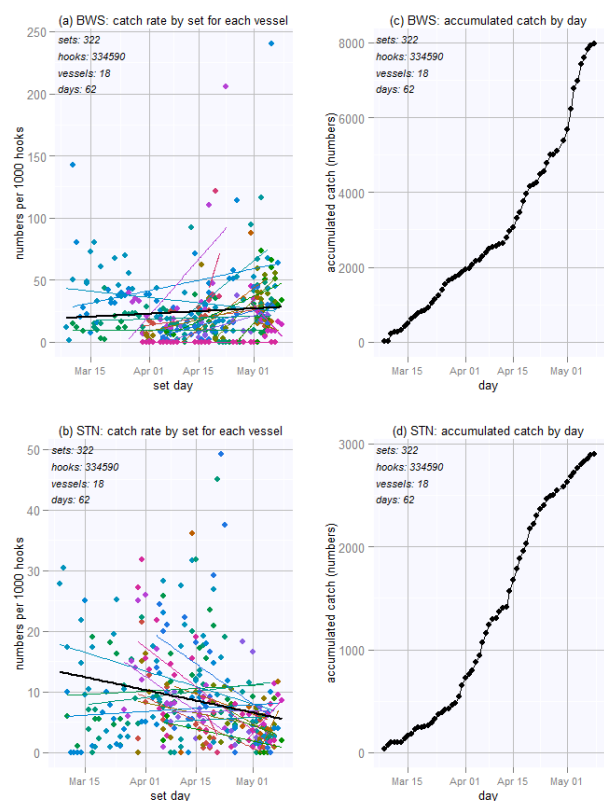 (a) BWS: catch rate by set for each vessel
sets: 322
hooks: 334590
vessels: 18
days: 62
numbers per 1000 hooks
250
200
150
100
50
0
Mar 15
Apr 01
Apr 15
May 01
set day
(c) BWS: accumulated catch by day
sets: 322
hooks: 334590
vessels: 18
days: 62
accumulated catch (numbers)
8000
6000
4000
2000
0
Mar 15
Apr 01
Apr 15
May 01
day
(b) STN: catch rate by set for each vessel
sets: 322
hooks: 334590
vessels: 18
days: 62
numbers per 1000 hooks
50
40
30
20
10
0
Mar 15
Apr 01
Apr 15
May 01
set day
(d) STN: accumulated catch by day
sets: 322
hooks: 334590
vessels: 18
days: 62
accumulated catch (numbers)
3000
2000
1000
0
Mar 15
Apr 01
Apr 15
May 01
day